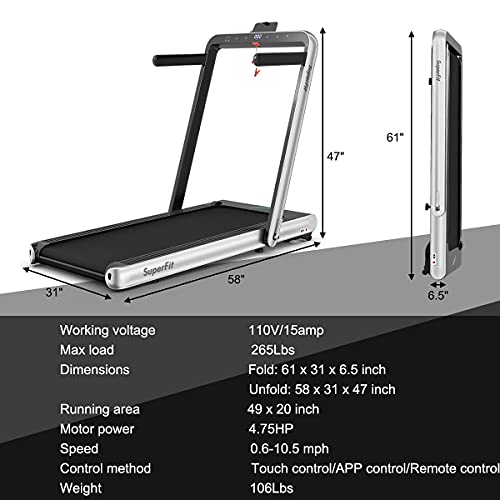 SuperFit
47"
61"
31"
58"
SuperFit
6.5"
Working voltage 110V/15amp
Max load 265Lbs
Dimensions Fold: 61 x 31 x 6.5 inch
Unfold: 58 x 31 x 47 inch
Running area 49 x 20 inch
Motor power 4.75HP
Speed 0.6-10.5 mph
Control method Touch control/APP control/Remote control
Weight 106Lbs